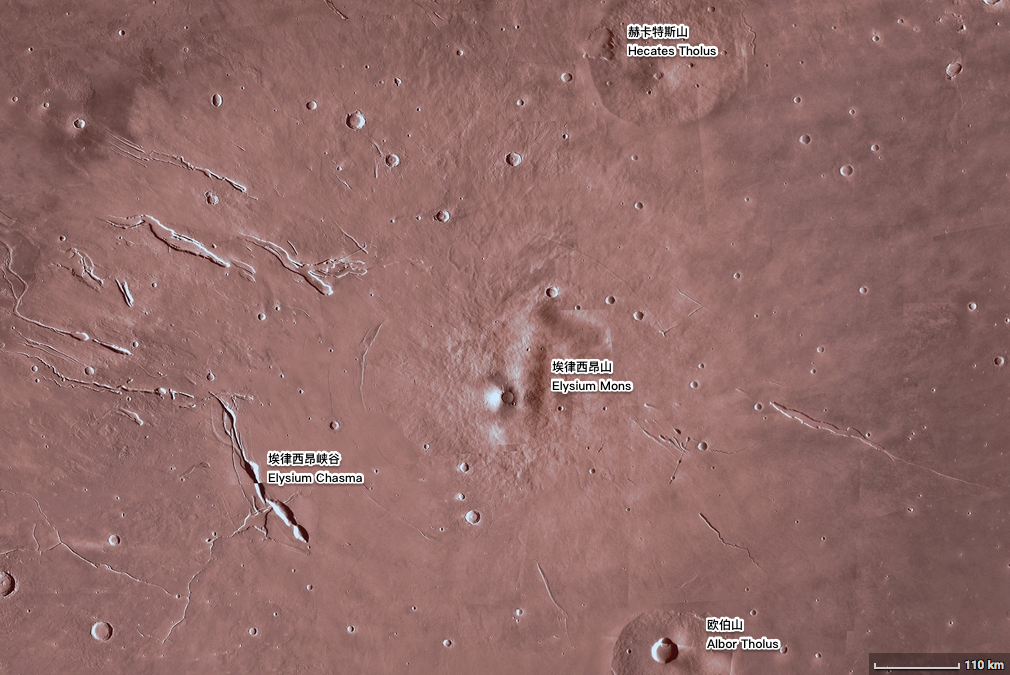 赫卡特斯山
Hecates Tholus
埃律西昂山
Elysium Mons
埃律西昂峡谷
Elysium Chasma
欧伯山
Albor Tholus
110 km